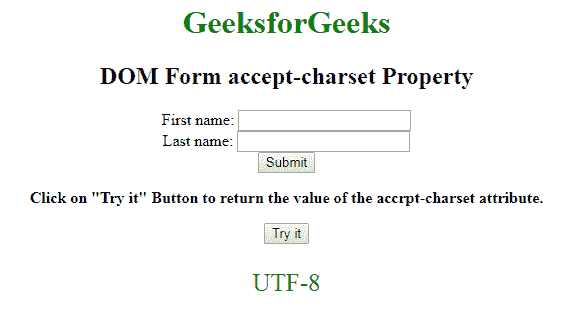 GeeksforGeeks
DOM Form accept-charset Property
First name:
Last name:
Submit
Click on "Try it" Button to return the value of the accrpt-charset attribute.
Try it
UTF-8